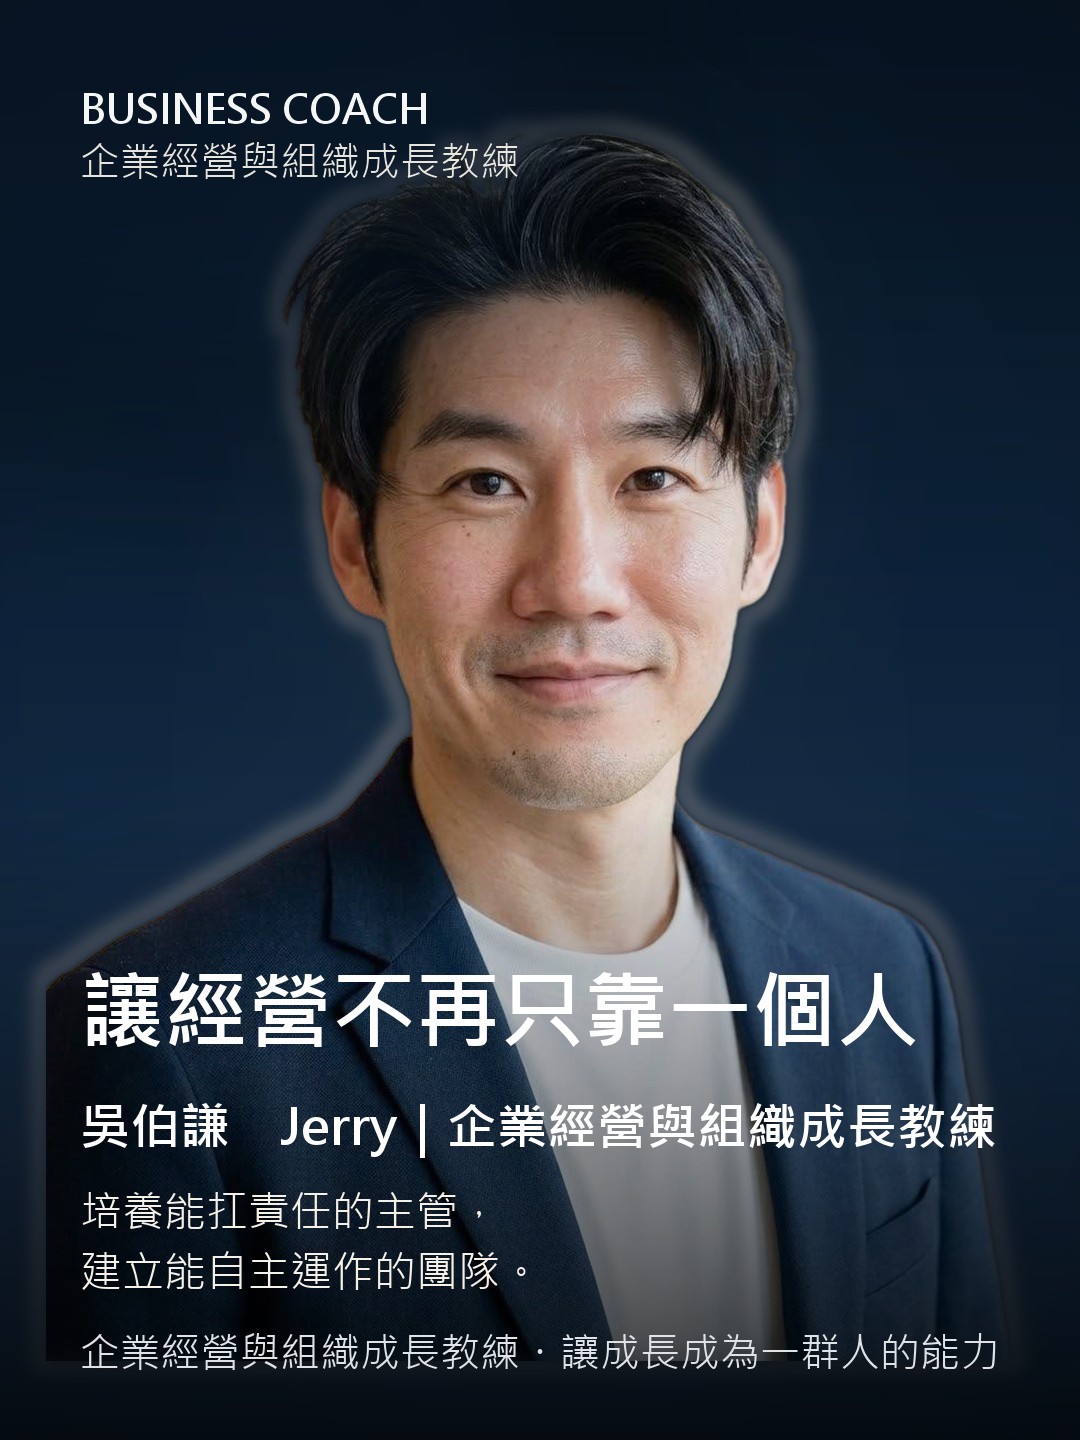 BUSINESS COACH
企業經營與組織成長教練
讓經營不再只靠一個人
吳伯謙　Jerry | 企業經營與組織成長教練
培養能扛責任的主管，
建立能自主運作的團隊。
企業經營與組織成長教練．讓成長成為一群人的能力